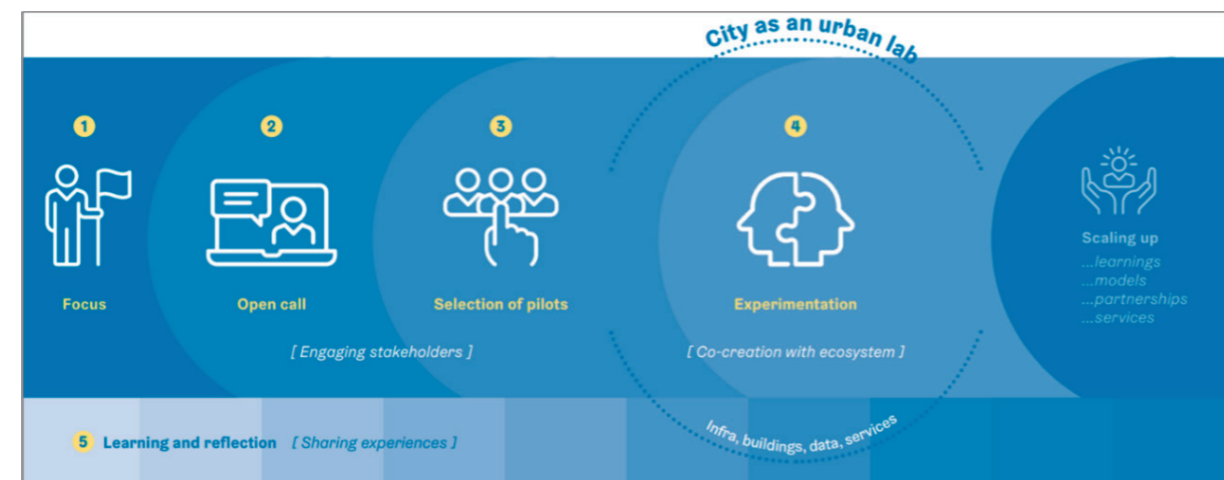 City as an urban lab
1
2
3
4
Focus
Open call
Selection of pilots
Experimentation
Scaling up
...learnings
...models
...partnerships
...services
[ Engaging stakeholders ]
[ Co-creation with ecosystem ]
5 Learning and reflection [ Sharing experiences ]
Infra, buildings, data, services